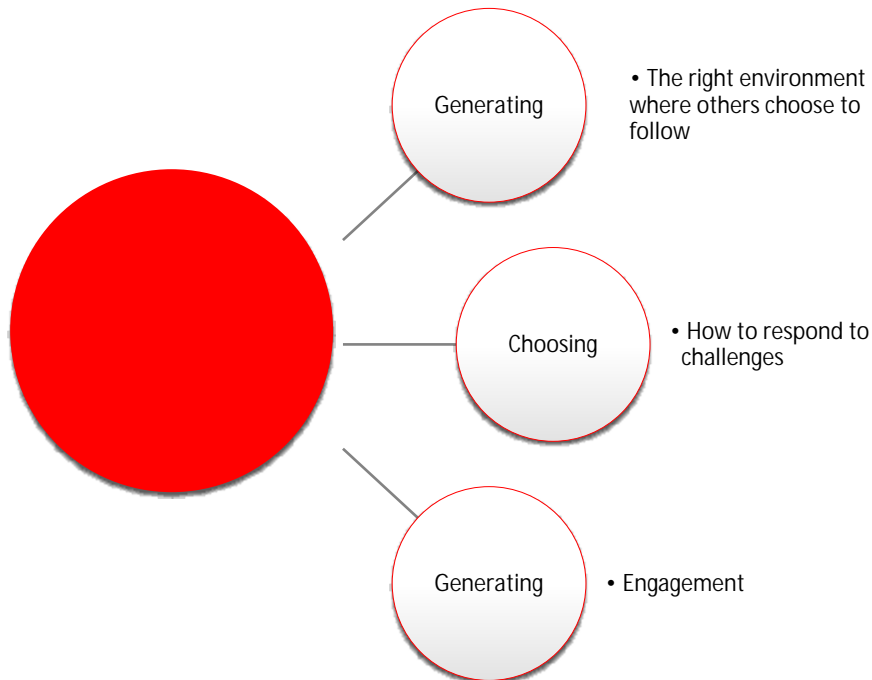 Generating
• The right environment
where others choose to
follow
Choosing
• How to respond to
challenges
Generating
• Engagement